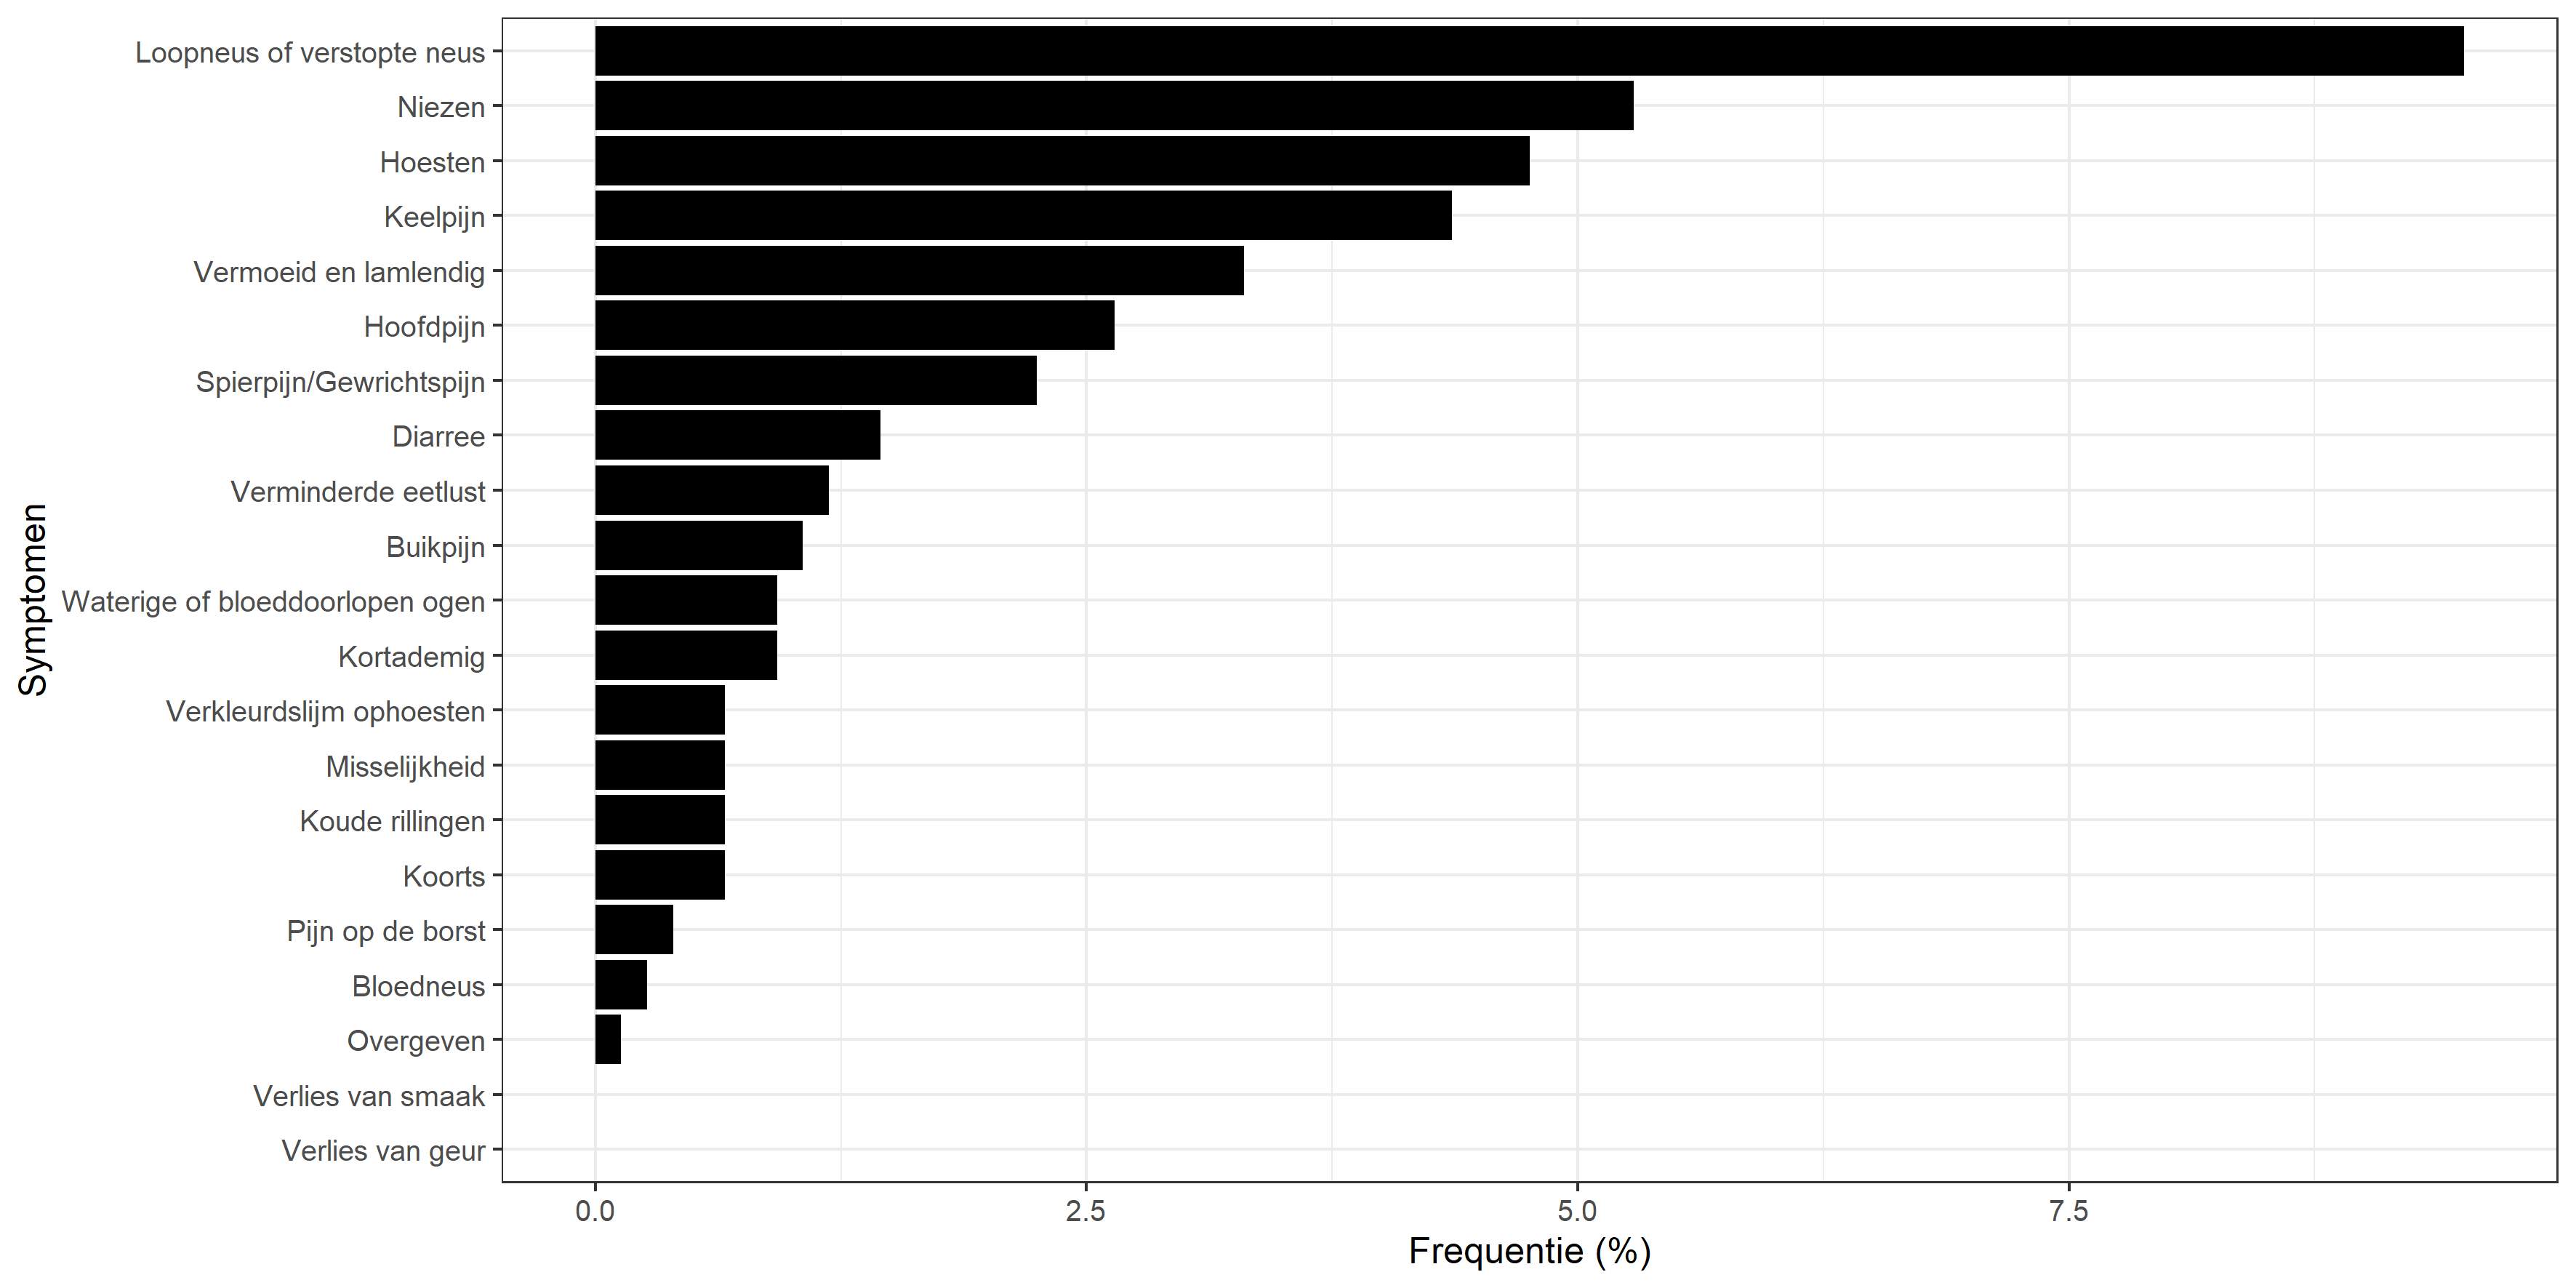 Loopneus of verstopte neus
Niezen
Hoesten
Keelpijn
Vermoeid en lamlendig
Hoofdpijn
Spierpijn/Gewrichtspijn
Diarree
Verminderde eetlust
Buikpijn
Waterige of bloeddoorlopen ogen
Kortademig
Verkleurdslijm ophoesten
Misselijkheid
Koude rillingen
Koorts
Pijn op de borst
Bloedneus
Overgeven
Verlies van smaak
Verlies van geur
Symptomen
0.0 2.5 5.0 7.5
Frequentie (%)